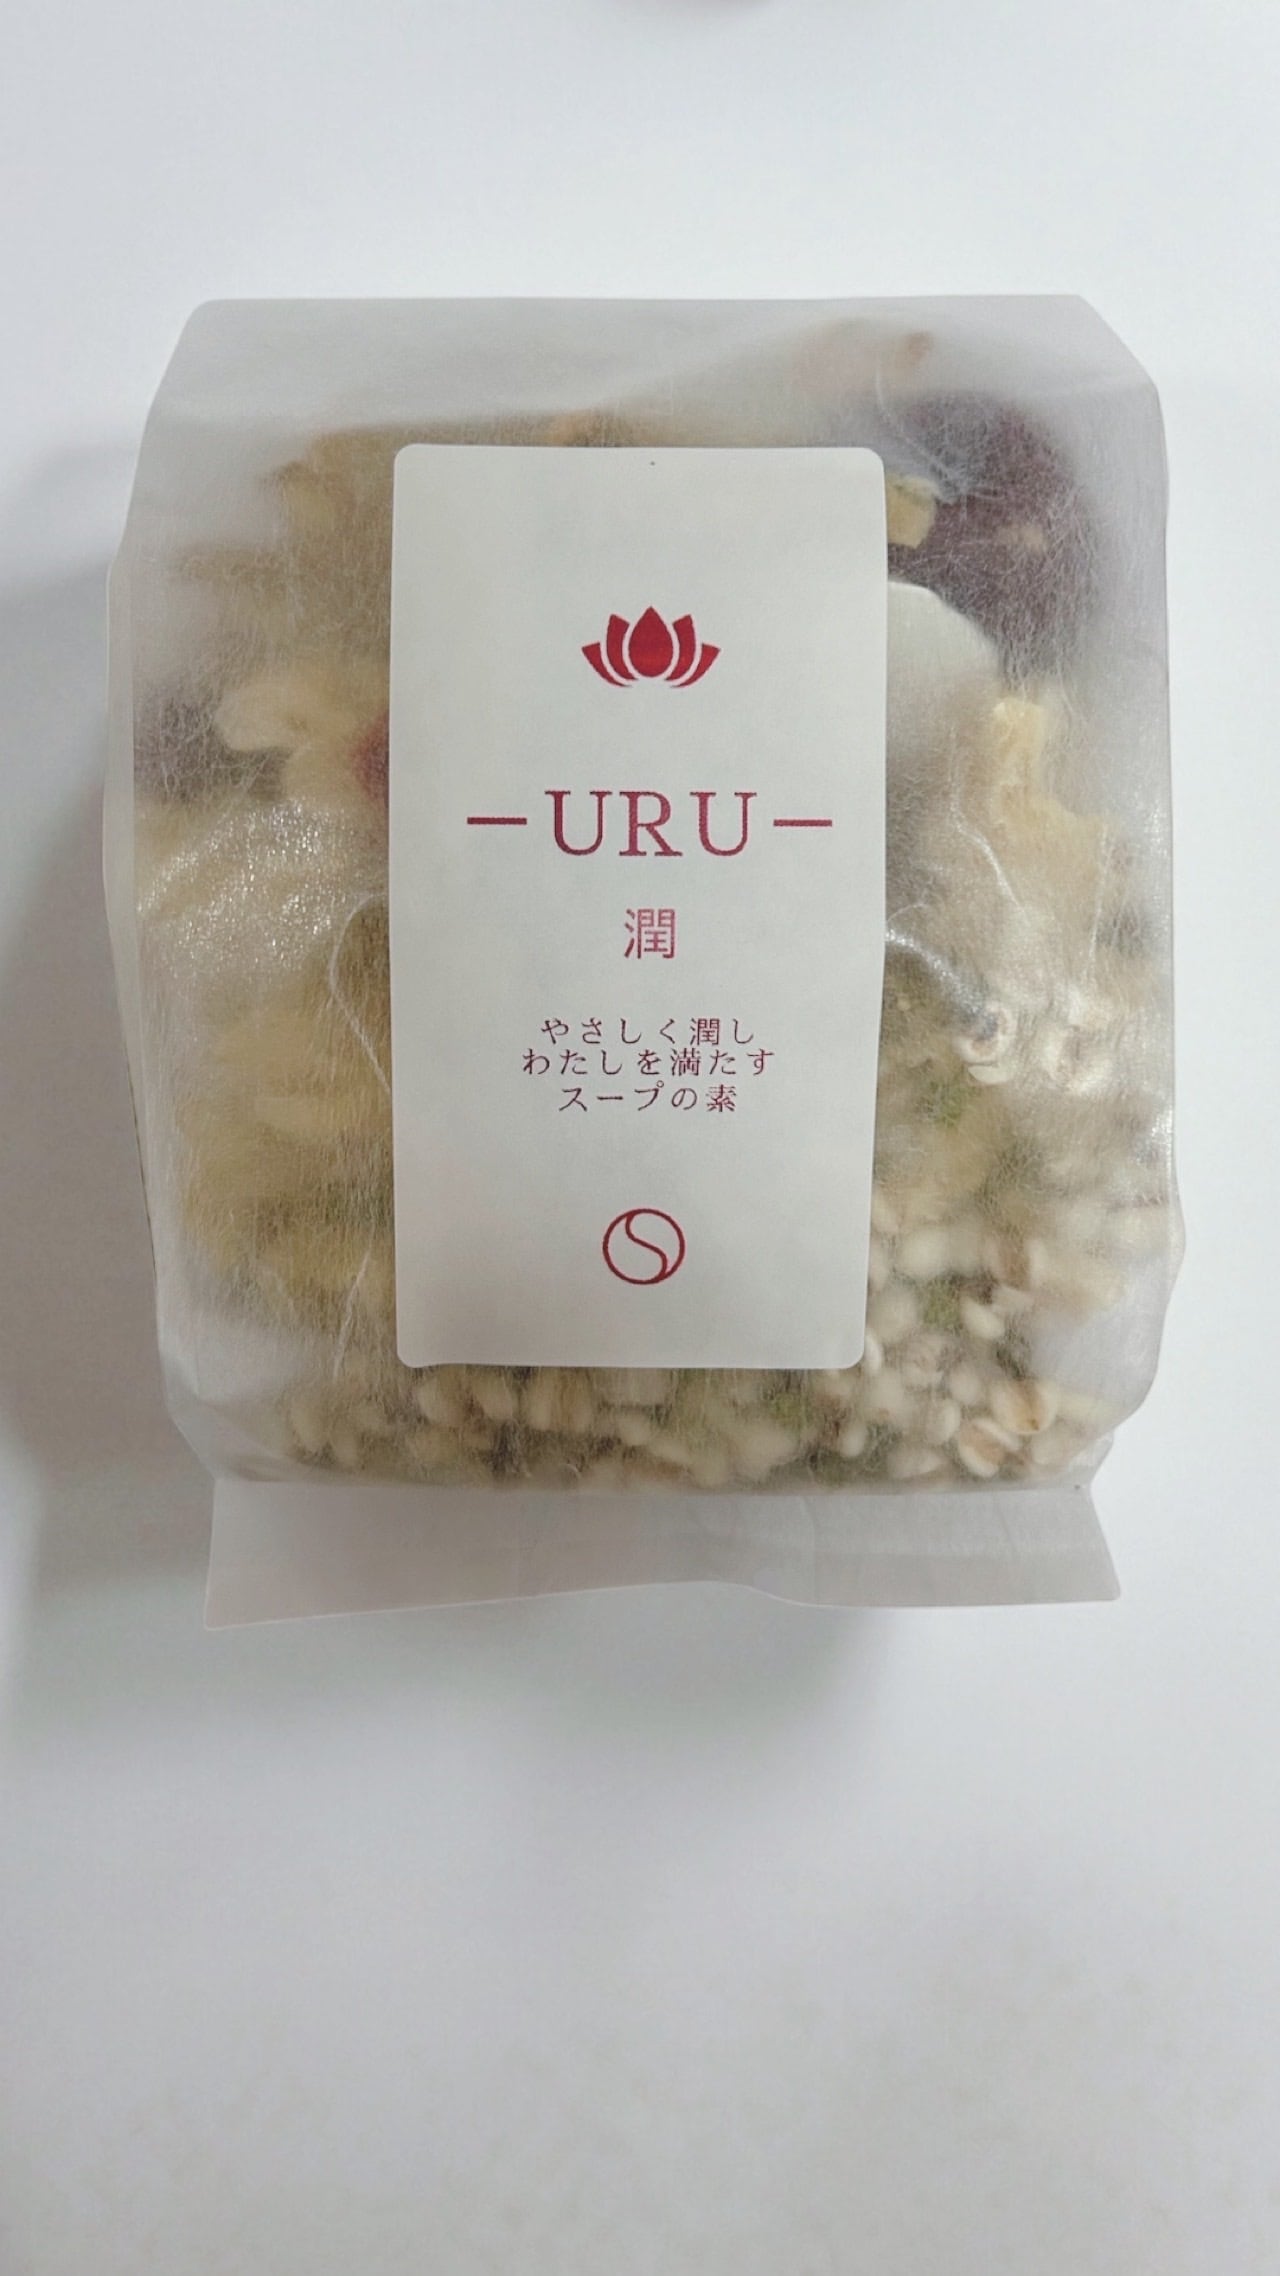 －URU－
潤
やさしく潤し
わたしを満たす
スープの素